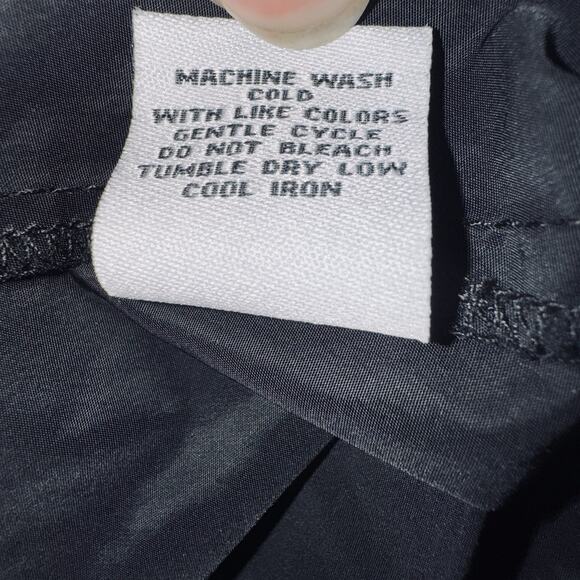 MACHINE WASH
COLD
WITH LIKE COLORS
GENTLE CYCLE
DO NOT BLEACH
TUMBLE DRY LOW
COOL IRON